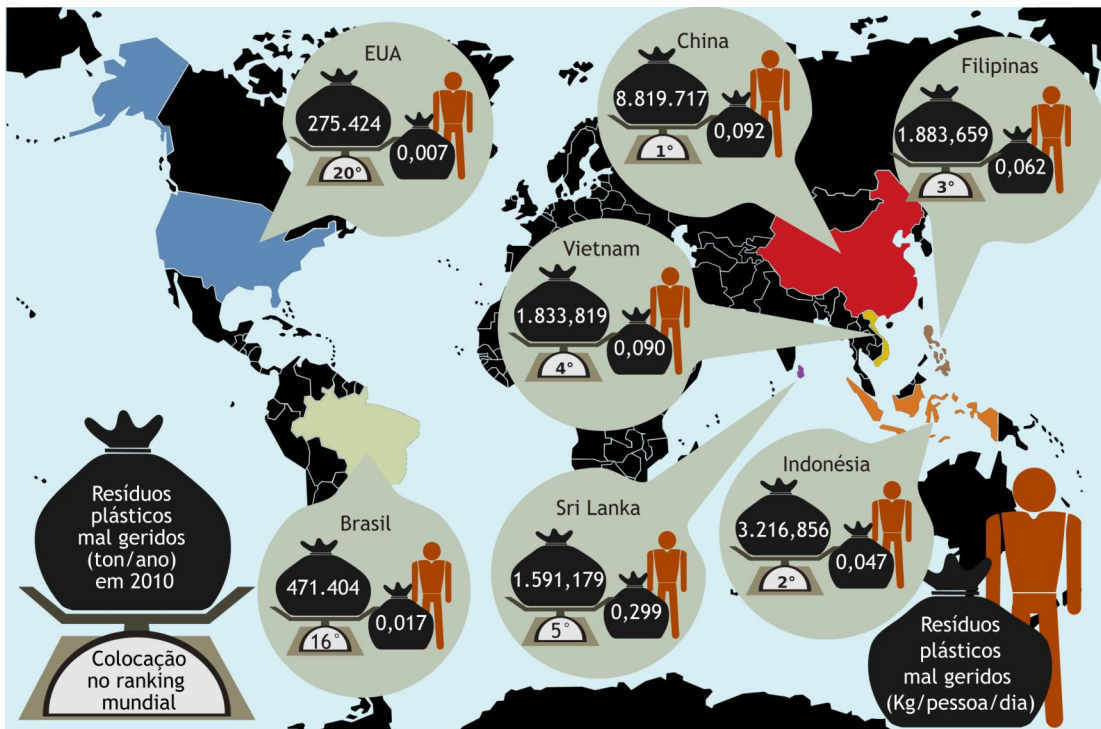 EUA
275.424
0,007
20°
China
8.819.717
0,092
1°
Filipinas
1.883,659
0,062
3°
Vietnam
1.833,819
0,090
4°
Brasil
471.404
0,017
16°
Sri Lanka
1.591,179
0,299
5°
Indonésia
3.216,856
0,047
2°
Resíduos
plásticos
mal geridos
(ton/ano)
em 2010
Colocação
no ranking
mundial
Resíduos
plásticos
mal geridos
(Kg/pessoa/dia)